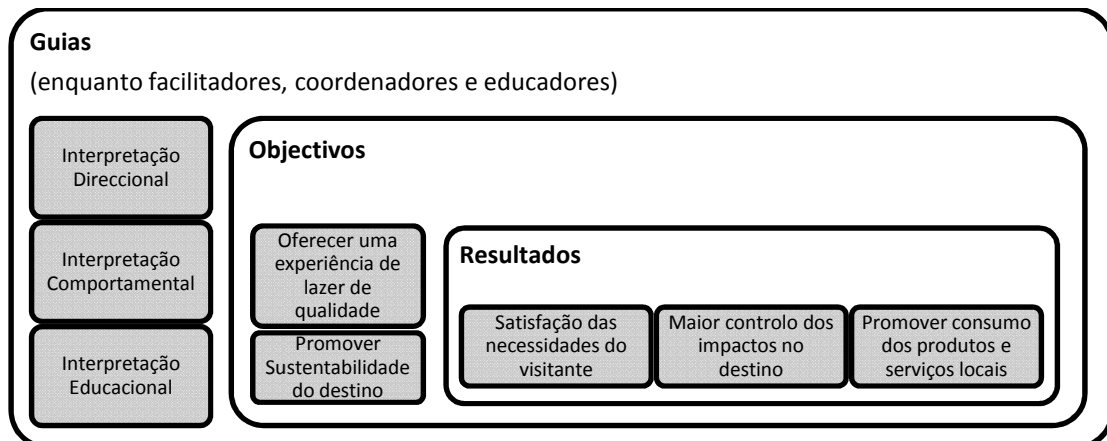 Guias
(enquanto facilitadores, coordenadores e educadores)
Interpretação
Direccional
Interpretação
Comportamental
Interpretação
Educacional
Objectivos
Oferecer uma
experiência de
lazer de
qualidade
Promover
Sustentabilidade
do destino
Resultados
Satisfação das
necessidades do
visitante
Maior controlo dos
impactos no
destino
Promover consumo
dos produtos e
serviços locais